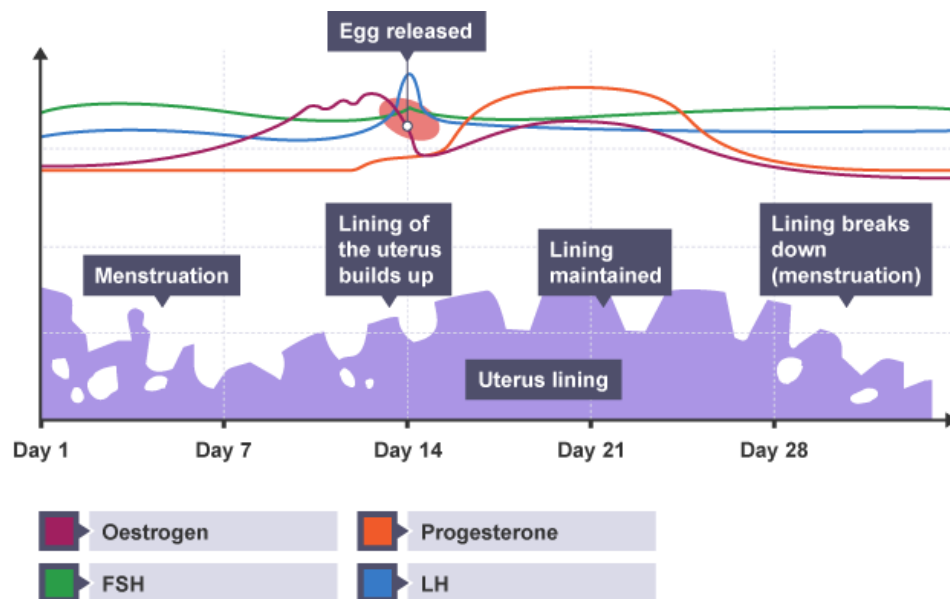 Egg released
Lining of
the uterus
builds up
Lining breaks
down
(menstruation)
Menstruation
Lining
maintained
Uterus lining
Day 1
Day 7
Day 14
Day 21
Day 28
Oestrogen
Progesterone
FSH
LH